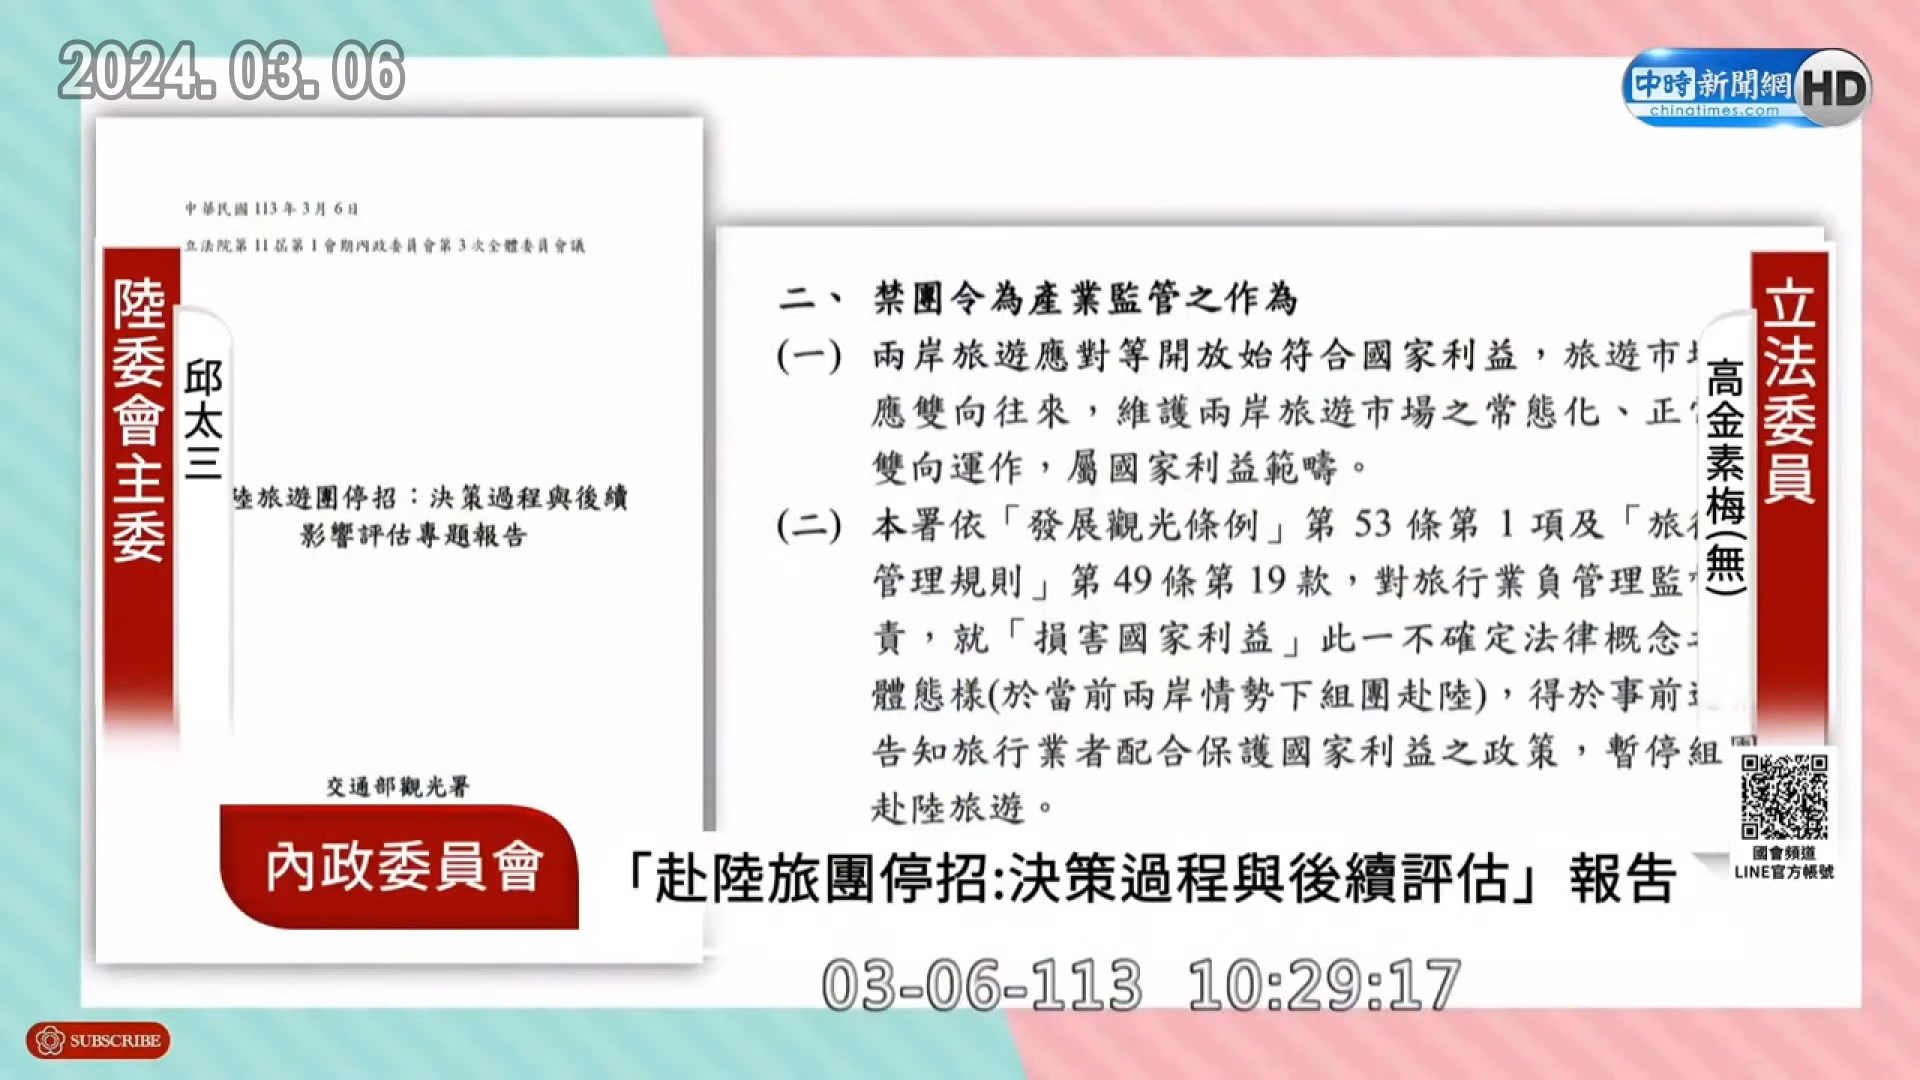 2024.03.06
中時新聞網 HD
chinatimes.com
中華民國 113 年 3 月 6 日
立法院第 11 屆第 1 會期內政委員會第 3 次全體委員會議
陸委會主委
邱太三
陸旅遊團停招：決策過程與後續
影響評估專題報告
交通部觀光署
二、禁團令為產業監管之作為
(一) 兩岸旅遊應對等開放始符合國家利益，旅遊市
應雙向往來，維護兩岸旅遊市場之常態化、正
雙向運作，屬國家利益範疇。
(二) 本署依「發展觀光條例」第 53 條第 1 項及「旅
管理規則」第 49 條第 19 款，對旅行業負管理監
責，就「損害國家利益」此一不確定法律概念
體態樣(於當前兩岸情勢下組團赴陸)，得於事前
告知旅行業者配合保護國家利益之政策，暫停組團
赴陸旅遊。
立法委員
高金素梅(無)
國會頻道
LINE官方帳號
內政委員會
「赴陸旅團停招:決策過程與後續評估」報告
03-06-113 10:29:17
SUBSCRIBE